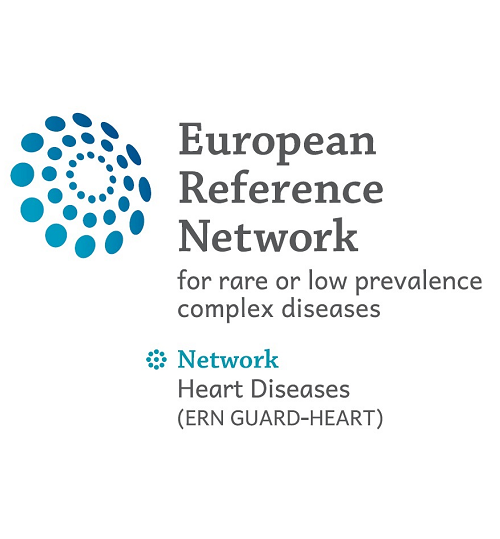 European
Reference
Network
for rare or low prevalence
complex diseases
Network
Heart Diseases
(ERN GUARD-HEART)